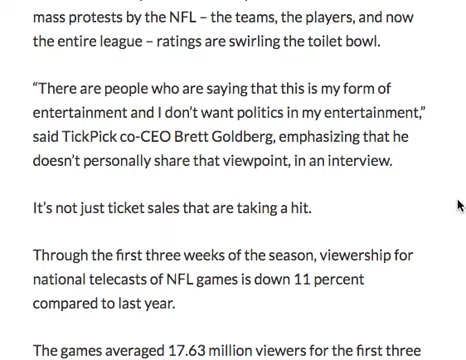 mass protests by the NFL – the teams, the players, and now
the entire league – ratings are swirling the toilet bowl.
“There are people who are saying that this is my form of
entertainment and I don’t want politics in my entertainment,”
said TickPick co-CEO Brett Goldberg, emphasizing that he
doesn’t personally share that viewpoint, in an interview.
It’s not just ticket sales that are taking a hit.
Through the first three weeks of the season, viewership for
national telecasts of NFL games is down 11 percent
compared to last year.
The games averaged 17.63 million viewers for the first three